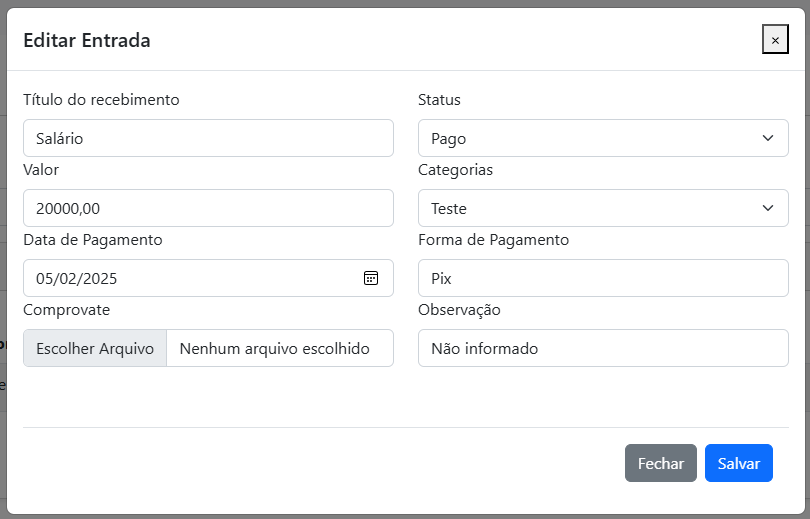 Editar Entrada
×
Título do recebimento
Status
Salário
Pago
Valor
Categorias
20000,00
Teste
Data de Pagamento
Forma de Pagamento
05/02/2025
Pix
Comprovate
Observação
Escolher Arquivo
Nenhum arquivo escolhido
Não informado
Fechar
Salvar